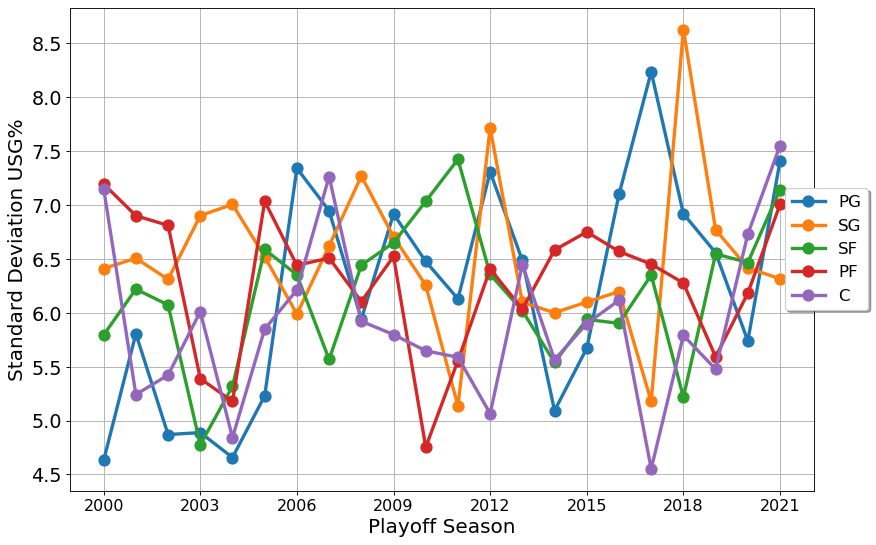 8.5
8.0
7.5
7.0
6.5
6.0
5.5
5.0
4.5
Standard Deviation USG%
2000 2003 2006 2009 2012 2015 2018 2021
Playoff Season
PG
SG
SF
PF
C